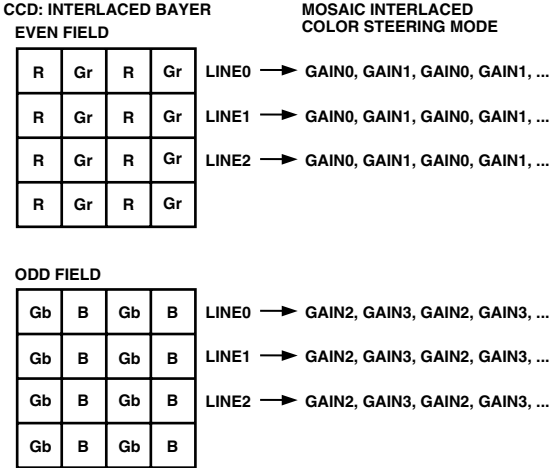 CCD: INTERLACED BAYER
EVEN FIELD
MOSAIC INTERLACED
COLOR STEERING MODE
R Gr R Gr LINE0 GAIN0, GAIN1, GAIN0, GAIN1, ...
R Gr R Gr LINE1 GAIN0, GAIN1, GAIN0, GAIN1, ...
R Gr R Gr LINE2 GAIN0, GAIN1, GAIN0, GAIN1, ...
R Gr R Gr
ODD FIELD
Gb B Gb B LINE0 GAIN2, GAIN3, GAIN2, GAIN3, ...
Gb B Gb B LINE1 GAIN2, GAIN3, GAIN2, GAIN3, ...
Gb B Gb B LINE2 GAIN2, GAIN3, GAIN2, GAIN3, ...
Gb B Gb B